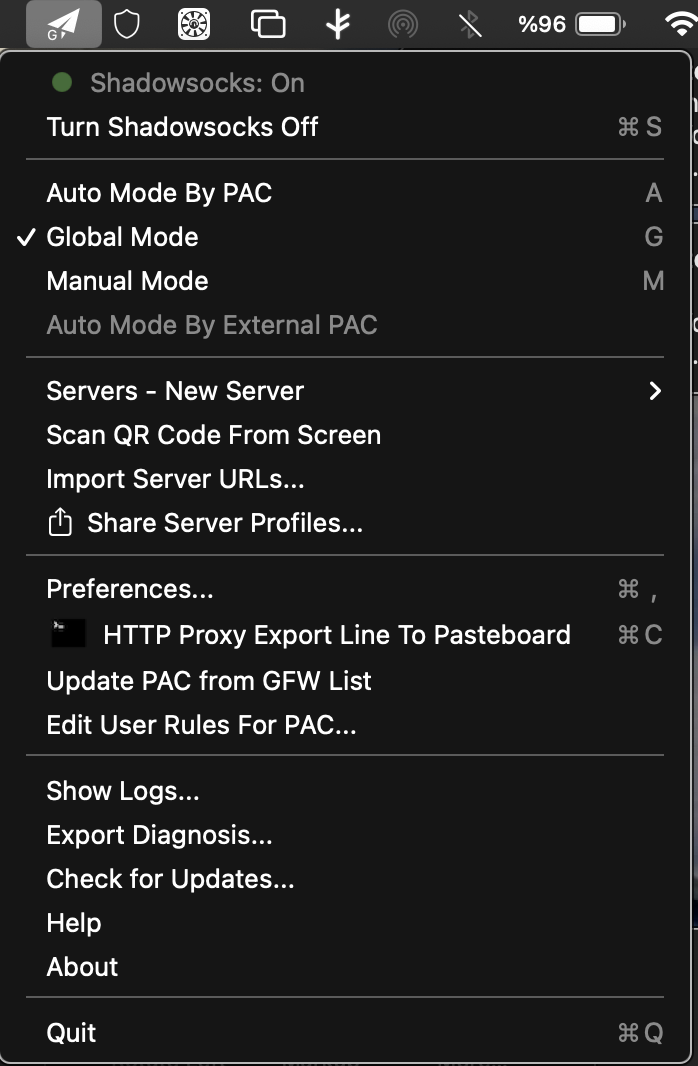 G
%96
Shadowsocks: On
Turn Shadowsocks Off ⌘ S
Auto Mode By PAC A
✓ Global Mode G
Manual Mode M
Auto Mode By External PAC
Servers - New Server
Scan QR Code From Screen
Import Server URLs...
Share Server Profiles...
Preferences... ⌘ ,
HTTP Proxy Export Line To Pasteboard ⌘ C
Update PAC from GFW List
Edit User Rules For PAC...
Show Logs...
Export Diagnosis...
Check for Updates...
Help
About
Quit ⌘ Q